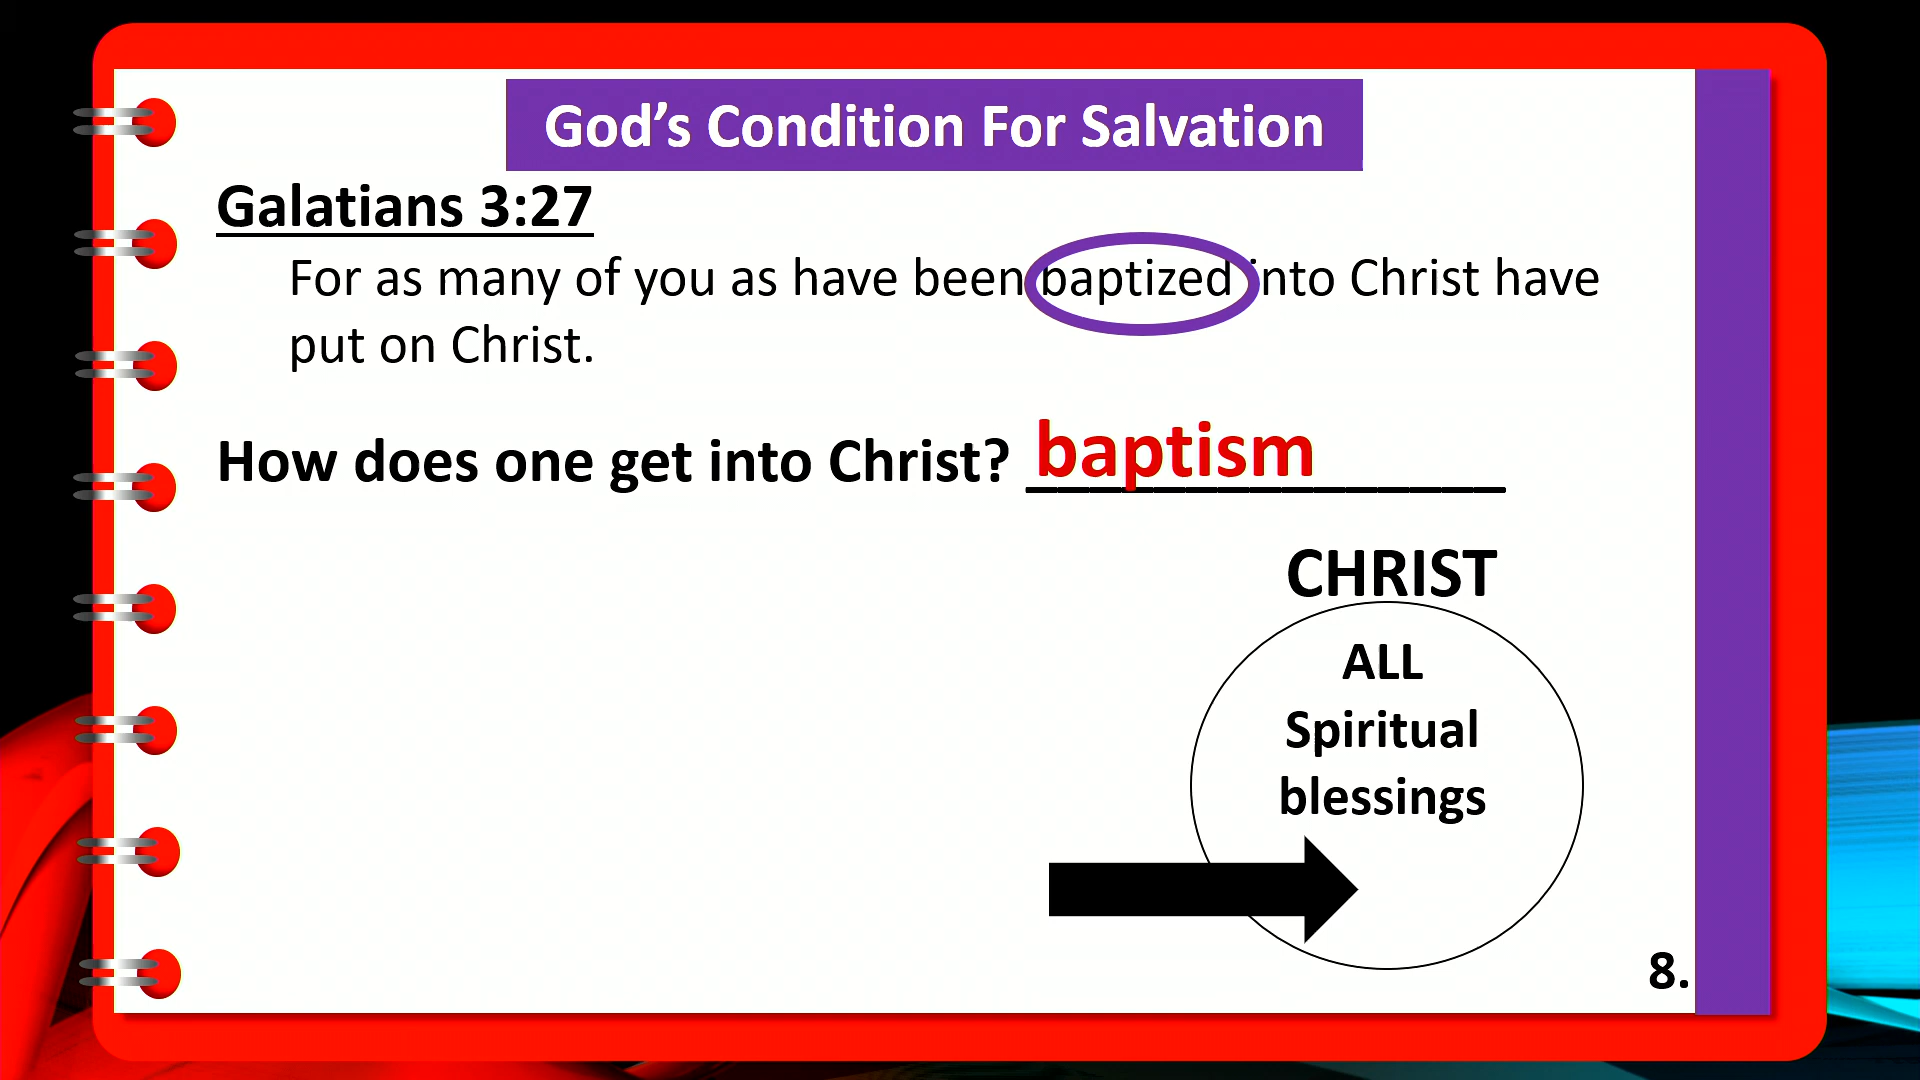 God’s Condition For Salvation
Galatians 3:27
For as many of you as have been baptized into Christ have
put on Christ.
How does one get into Christ? baptism
CHRIST
ALL
Spiritual
blessings
8.